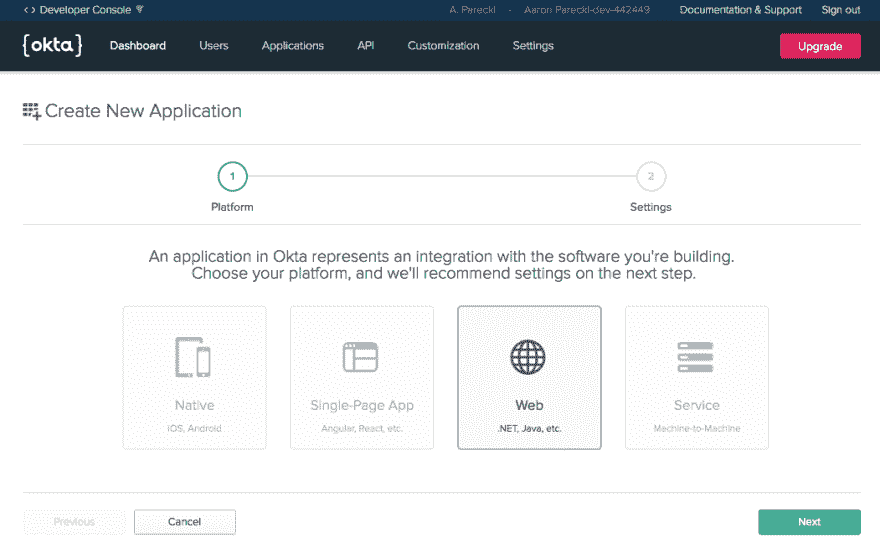 <> Developer Console
A. PareckI - Aaron PareckI-dev-442449
Documentation & Support
Sign out
{okta}
Dashboard
Users
Applications
API
Customization
Settings
Upgrade
Create New Application
1
2
Platform
Settings
An application in Okta represents an integration with the software you're building.
Choose your platform, and we'll recommend settings on the next step.
Native
iOS, Android
Single-Page App
Angular, React, etc.
Web
.NET, Java, etc.
Service
Machine-to-Machine
Previous
Cancel
Next